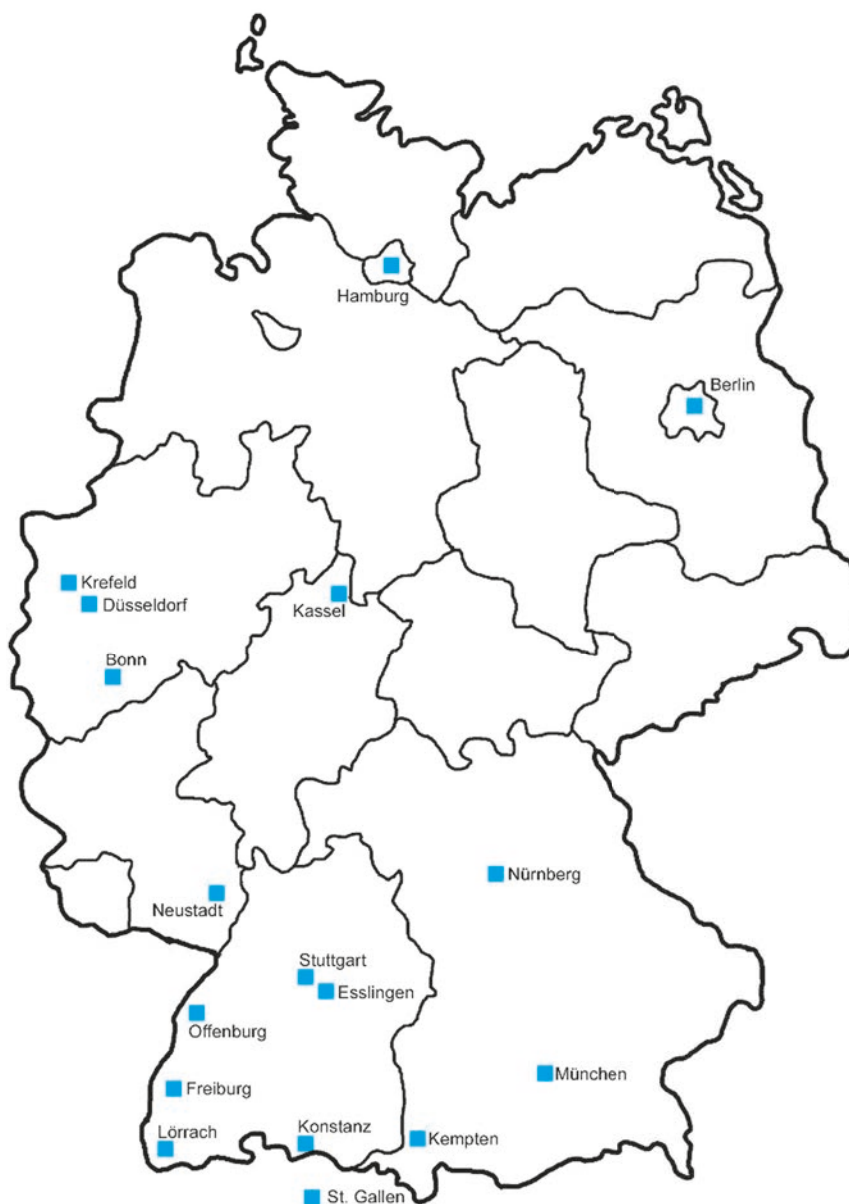 Hamburg
Berlin
Krefeld
Düsseldorf
Kassel
Bonn
Nürnberg
Neustadt
Stuttgart
Esslingen
Offenburg
München
Freiburg
Lörrach
Konstanz
Kempten
St. Gallen